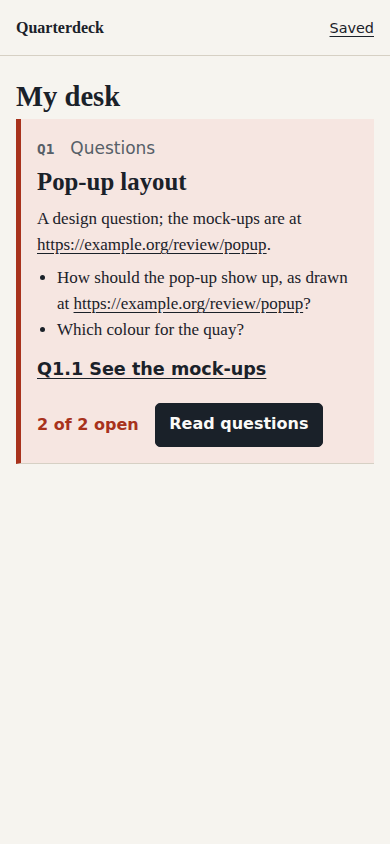 Quarterdeck
Saved
My desk
Q1 Questions
Pop-up layout
A design question; the mock-ups are at
https://example.org/review/popup.
• How should the pop-up show up, as drawn
at https://example.org/review/popup?
• Which colour for the quay?
Q1.1 See the mock-ups
2 of 2 open
Read questions